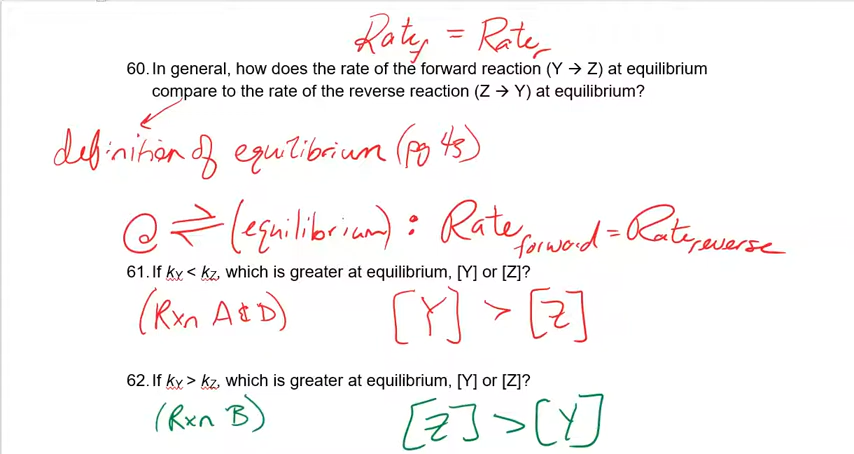 Rate_f = Rate_r
60. In general, how does the rate of the forward reaction (Y → Z) at equilibrium
compare to the rate of the reverse reaction (Z → Y) at equilibrium?
definition of equilibrium (pg 43)
@ ⇌ (equilibrium) : Rate_forward = Rate_reverse
61. If k_Y < k_Z, which is greater at equilibrium, [Y] or [Z]?
(Rxn A & D) [Y] > [Z]
62. If k_Y > k_Z, which is greater at equilibrium, [Y] or [Z]?
(Rxn B) [Z] > [Y]